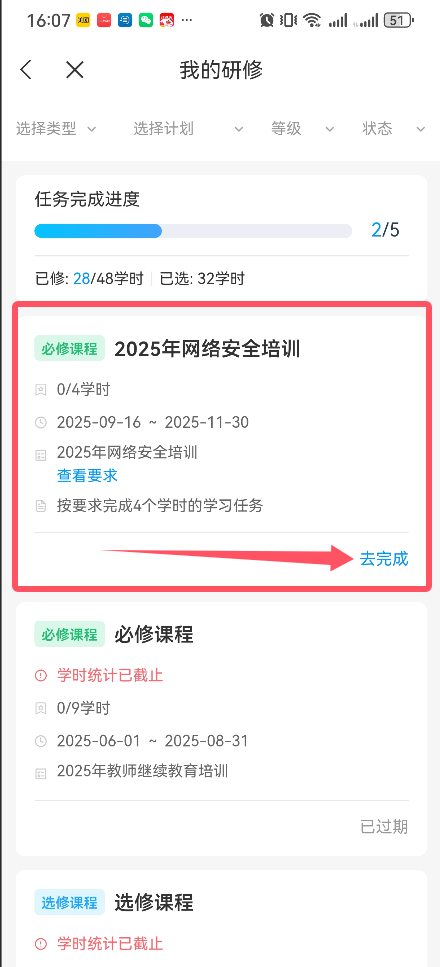 16:07 ... 51
我的研修
选择类型 选择计划 等级 状态
任务完成进度
2/5
已修: 28/48学时 已选: 32学时
必修课程 2025年网络安全培训
0/4学时
2025-09-16 ~ 2025-11-30
2025年网络安全培训
查看要求
按要求完成4个学时的学习任务
去完成
必修课程 必修课程
学时统计已截止
0/9学时
2025-06-01 ~ 2025-08-31
2025年教师继续教育培训
已过期
选修课程 选修课程
学时统计已截止